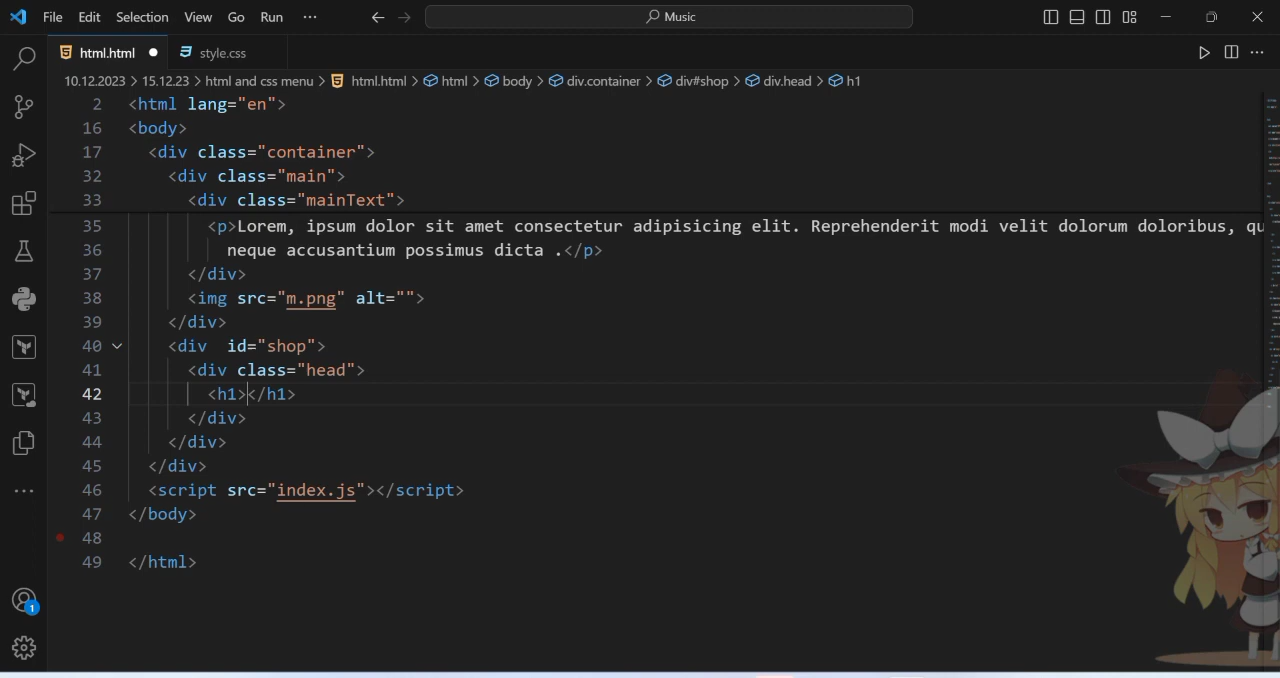 File Edit Selection View Go Run ··· Music
html.html style.css
10.12.2023 > 15.12.23 > html and css menu > html.html > html > body > div.container > div#shop > div.head > h1
2 <html lang="en">
16 <body>
17 <div class="container">
32 <div class="main">
33 <div class="mainText">
35 <p>Lorem, ipsum dolor sit amet consectetur adipisicing elit. Reprehenderit modi velit dolorum doloribus, qu
36 neque accusantium possimus dicta .</p>
37 </div>
38 <img src="m.png" alt="">
39 </div>
40 <div  id="shop">
41 <div class="head">
42 <h1></h1>
43 </div>
44 </div>
45 </div>
46 <script src="index.js"></script>
47 </body>
48
49 </html>
1